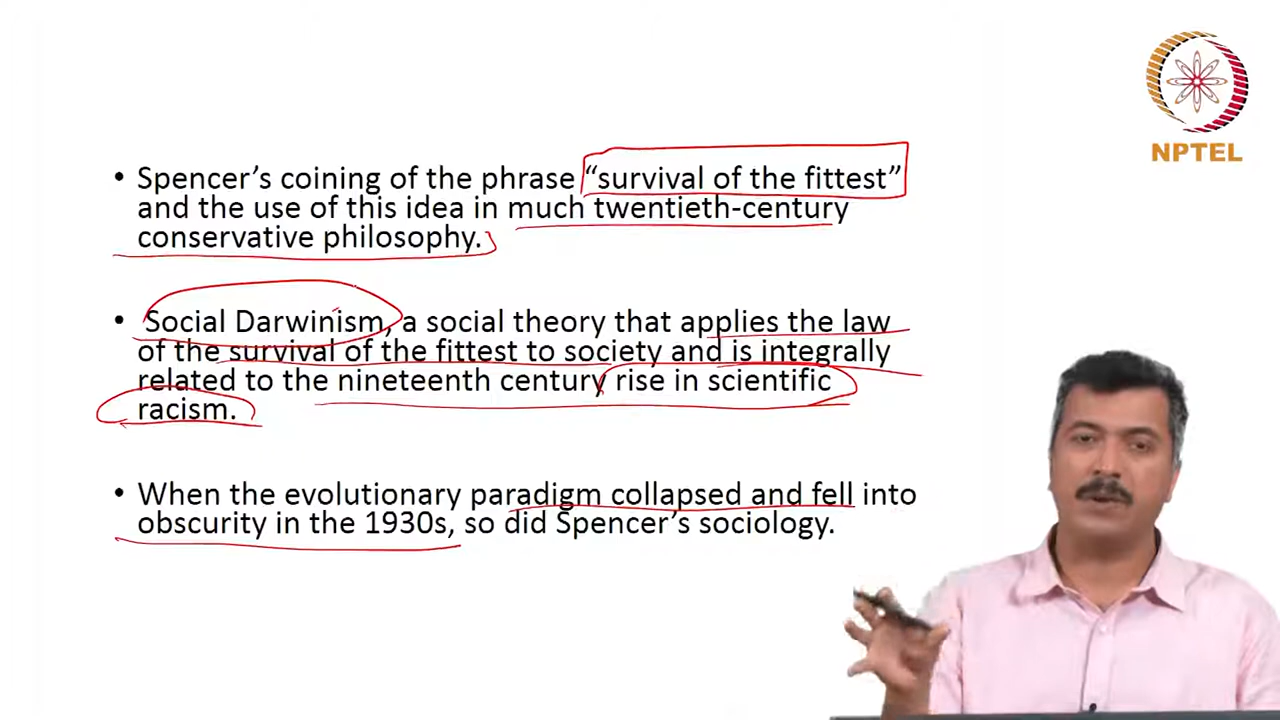 NPTEL
• Spencer’s coining of the phrase “survival of the fittest”
and the use of this idea in much twentieth-century
conservative philosophy.
• Social Darwinism, a social theory that applies the law
of the survival of the fittest to society and is integrally
related to the nineteenth century rise in scientific
racism.
• When the evolutionary paradigm collapsed and fell into
obscurity in the 1930s, so did Spencer’s sociology.